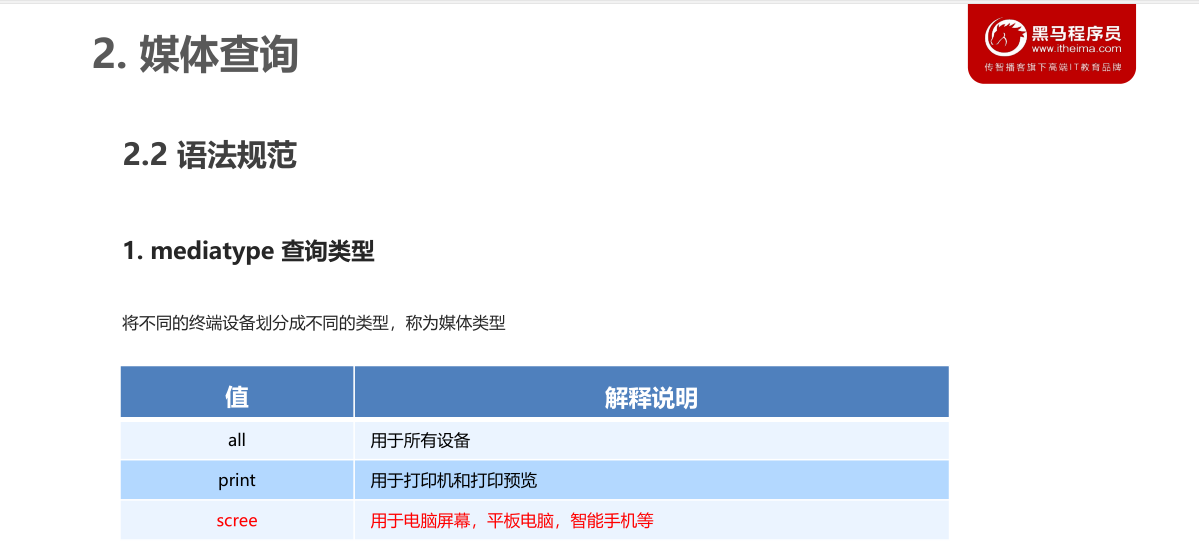 2. 媒体查询
黑马程序员
www.itheima.com
传智播客旗下高端IT教育品牌
2.2 语法规范
1. mediatype 查询类型
将不同的终端设备划分成不同的类型，称为媒体类型
值 解释说明
all 用于所有设备
print 用于打印机和打印预览
scree 用于电脑屏幕，平板电脑，智能手机等